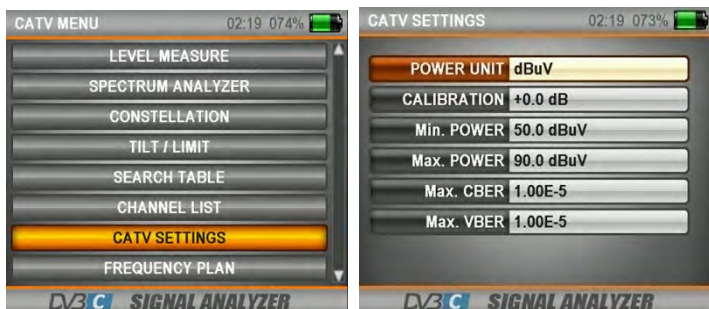 CATV MENU 02:19 074%
LEVEL MEASURE
SPECTRUM ANALYZER
CONSTELLATION
TILT / LIMIT
SEARCH TABLE
CHANNEL LIST
CATV SETTINGS
FREQUENCY PLAN
DVB C SIGNAL ANALYZER
CATV SETTINGS 02:19 073%
POWER UNIT dBuV
CALIBRATION +0.0 dB
Min. POWER 50.0 dBuV
Max. POWER 90.0 dBuV
Max. CBER 1.00E-5
Max. VBER 1.00E-5
DVB C SIGNAL ANALYZER